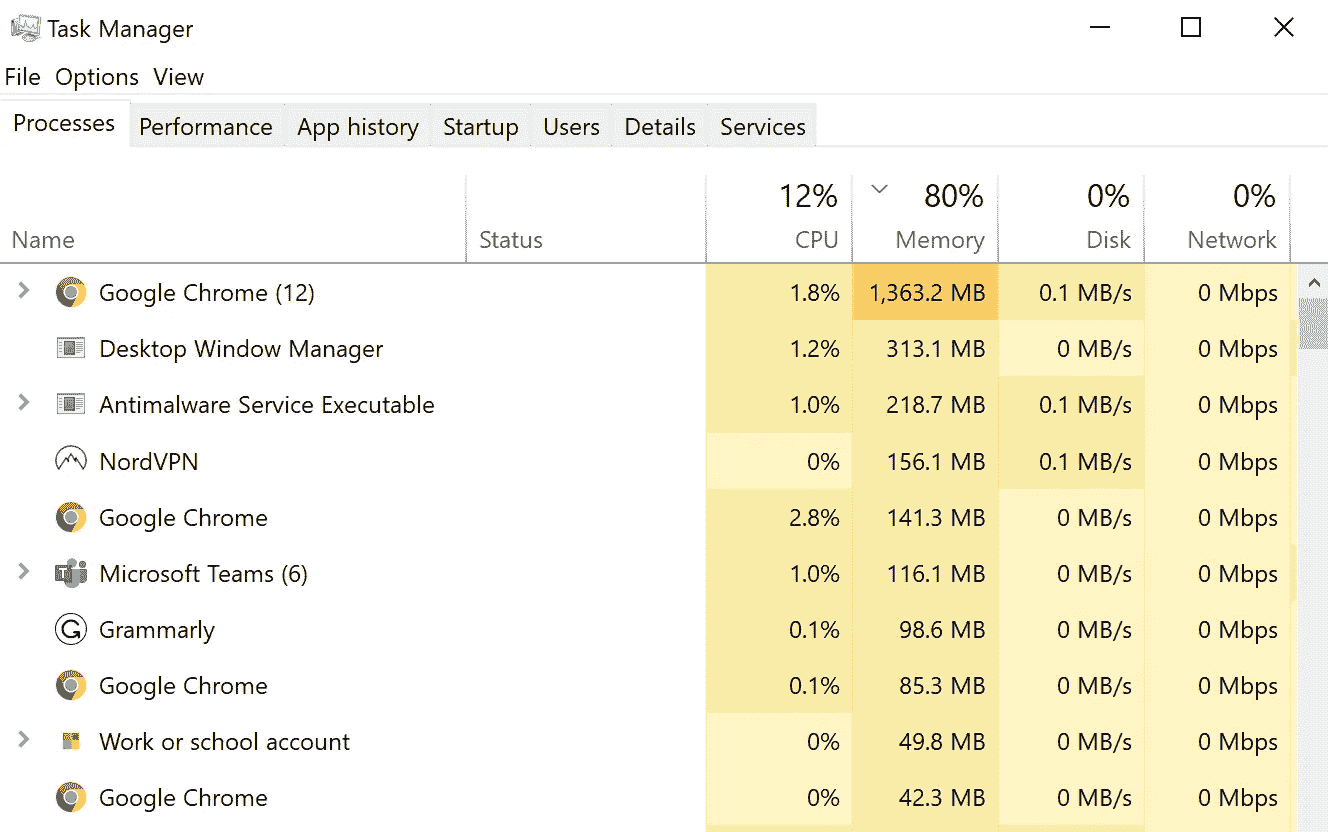 Task Manager
File Options View
Processes Performance App history Startup Users Details Services
12% 80% 0% 0%
Name Status CPU Memory Disk Network
Google Chrome (12) 1.8% 1,363.2 MB 0.1 MB/s 0 Mbps
Desktop Window Manager 1.2% 313.1 MB 0 MB/s 0 Mbps
Antimalware Service Executable 1.0% 218.7 MB 0.1 MB/s 0 Mbps
NordVPN 0% 156.1 MB 0.1 MB/s 0 Mbps
Google Chrome 2.8% 141.3 MB 0 MB/s 0 Mbps
Microsoft Teams (6) 1.0% 116.1 MB 0 MB/s 0 Mbps
Grammarly 0.1% 98.6 MB 0 MB/s 0 Mbps
Google Chrome 0.1% 85.3 MB 0 MB/s 0 Mbps
Work or school account 0% 49.8 MB 0 MB/s 0 Mbps
Google Chrome 0% 42.3 MB 0 MB/s 0 Mbps